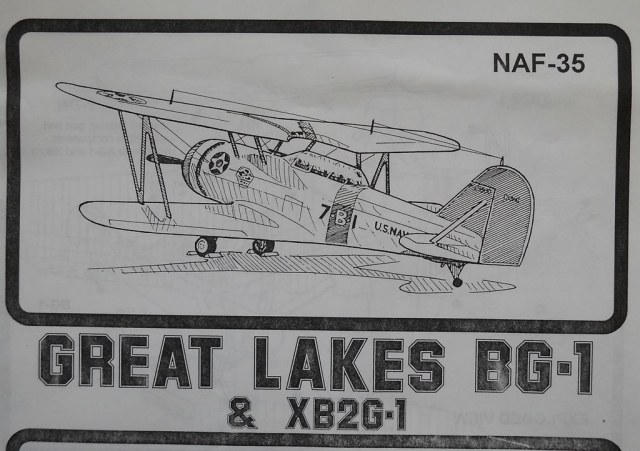 NAF-35
7 B 1
U.S.NAVY
GREAT LAKES BG-1
& XB2G-1